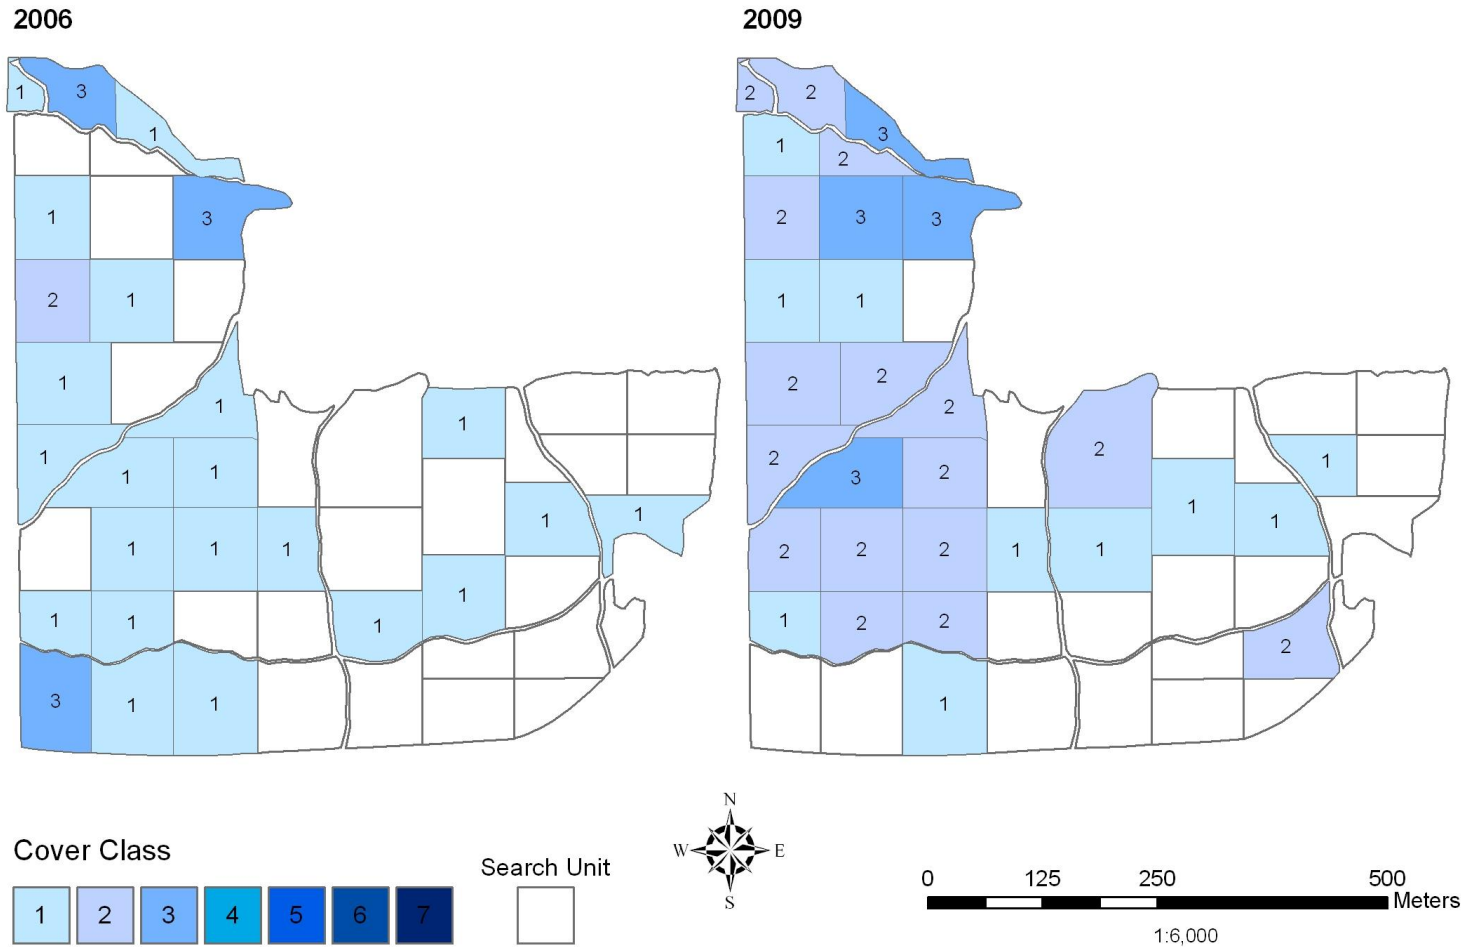 2006
2009
1 3 1
1 3
2 1
1
1
1 1 1
1
1 1 1 1 1
1
1 1 1
3 1 1
2 2 3
1 2
2 3 3
1 1
2 2 2
2 3 2 2
1
2 2 2 1 1 1 1
1 2 2
2
1
Cover Class
1 2 3 4 5 6 7
Search Unit
N
W E
S
0 125 250 500
Meters
1:6,000